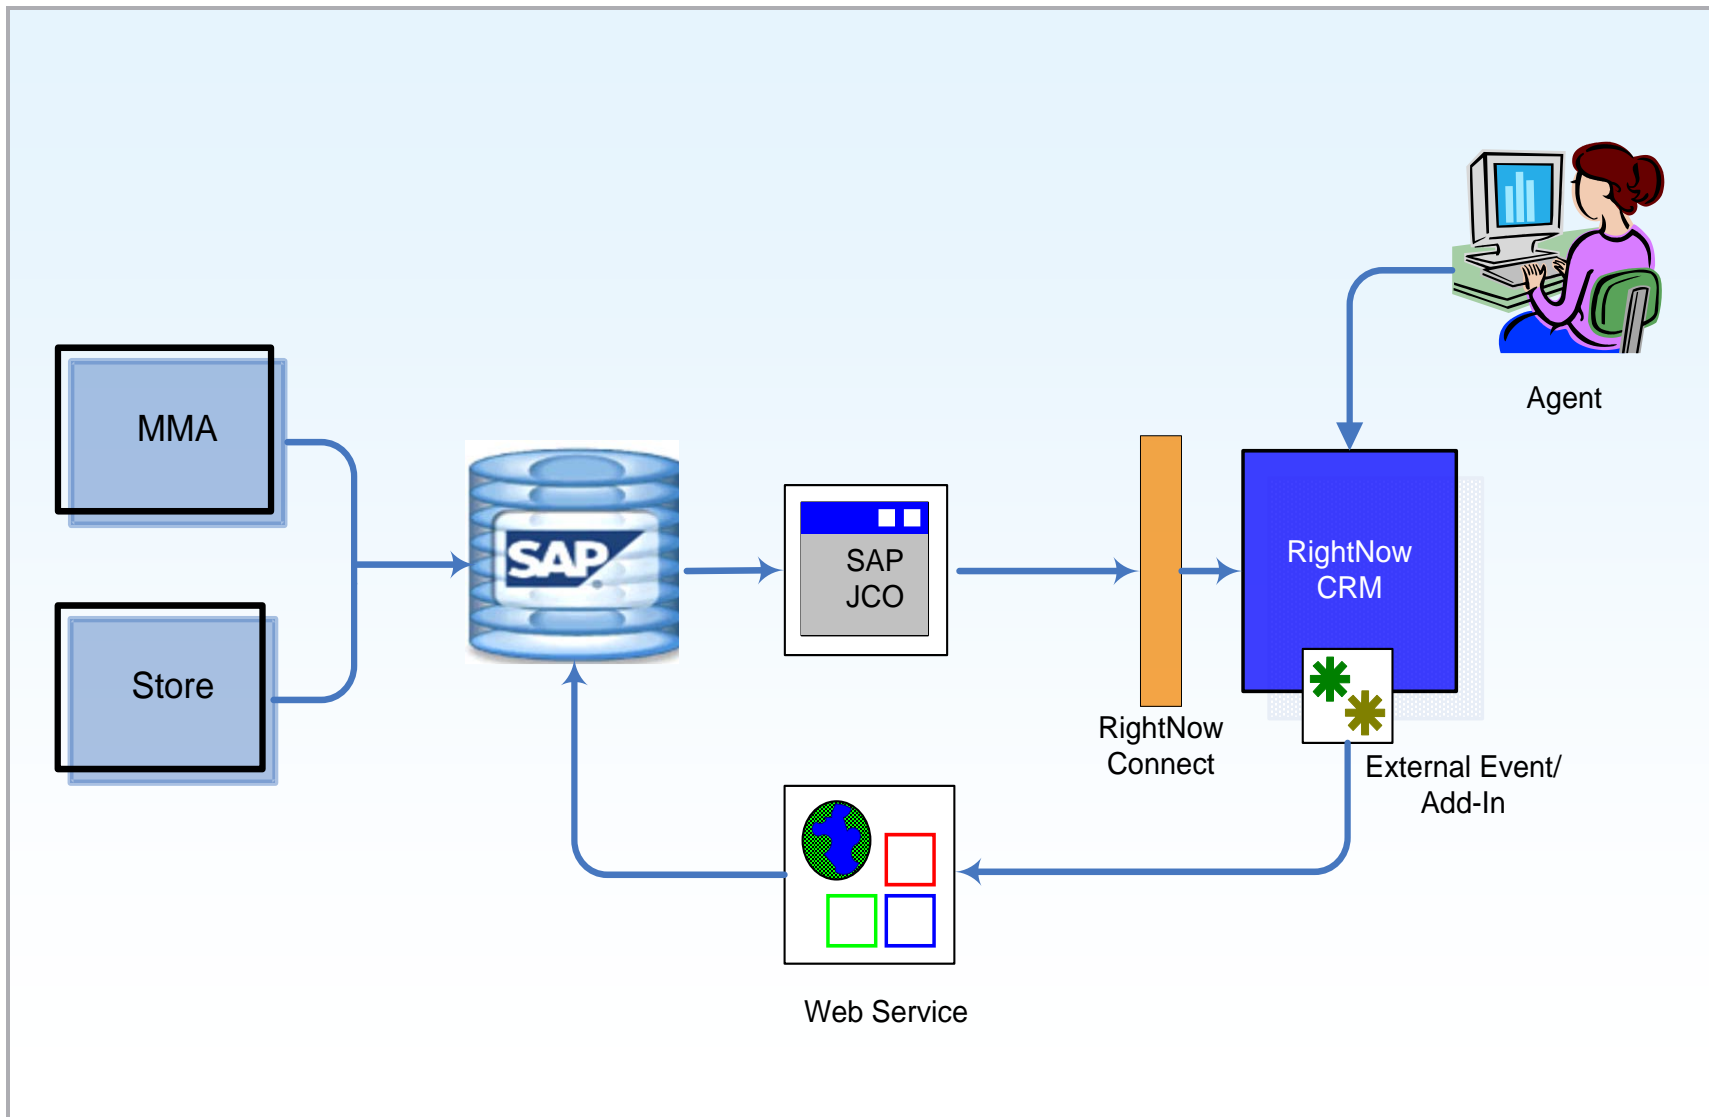 Agent
MMA
SAP
SAP
JCO
RightNow
CRM
Store
RightNow
Connect
External Event/
Add-In
Web Service